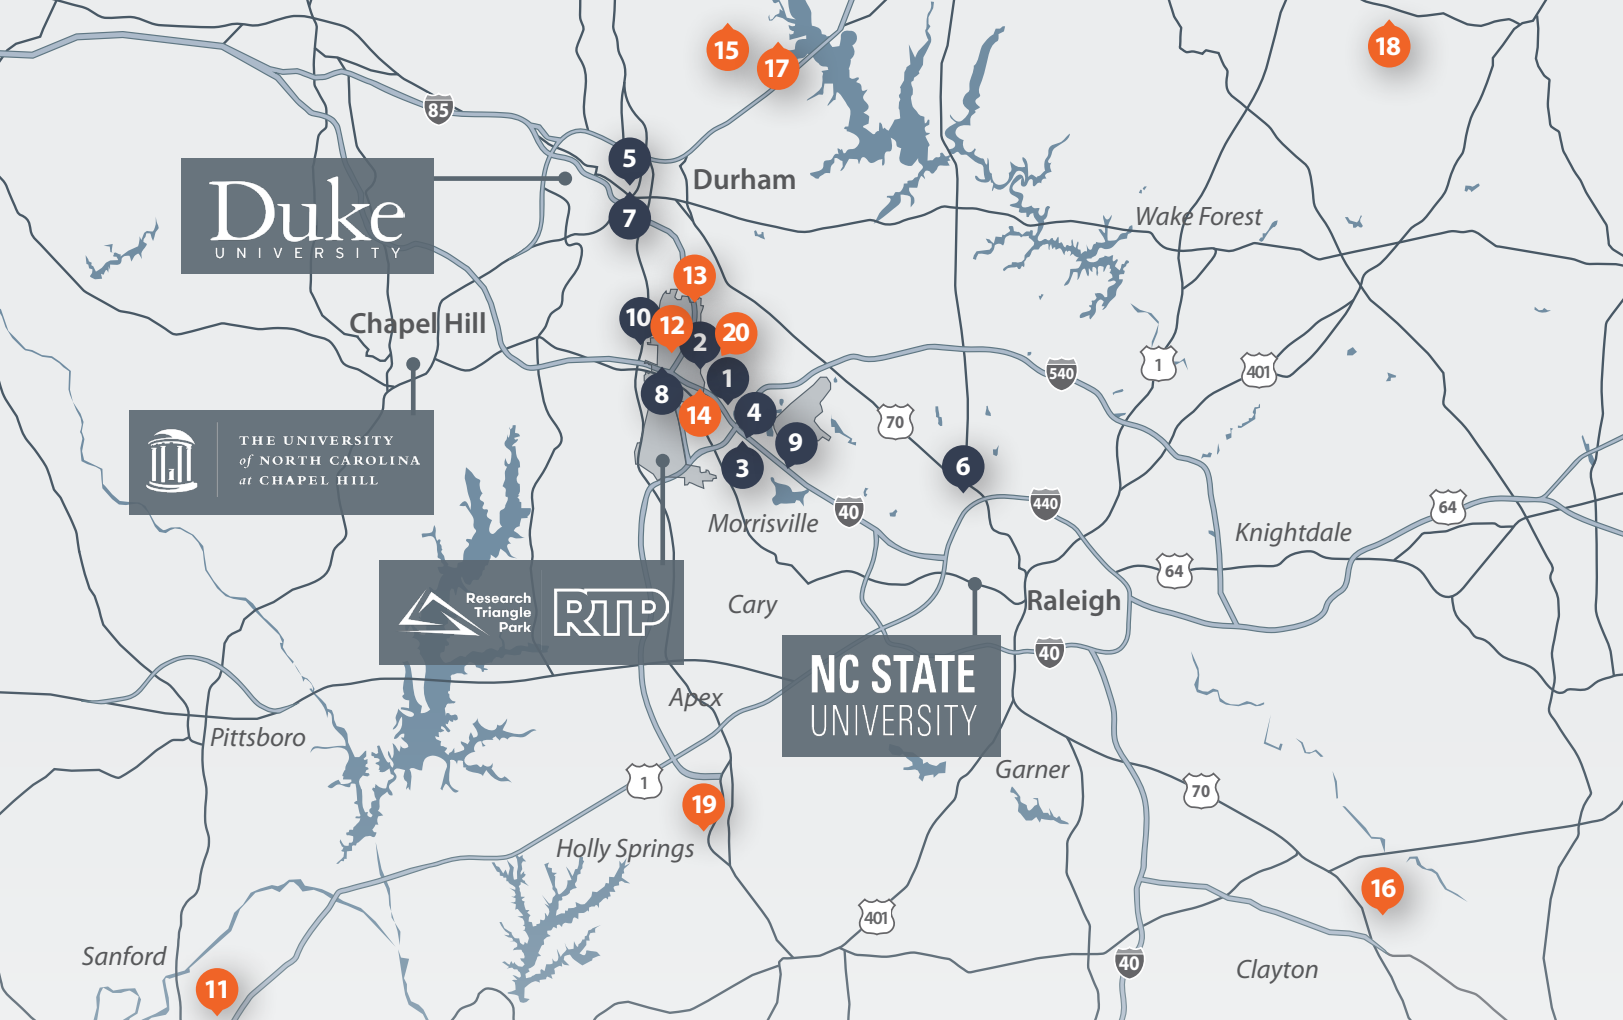 15
17
18
85
5
Durham
Duke
UNIVERSITY
7
Wake Forest
13
10
12
2
20
Chapel Hill
1
540
1
401
8
14
4
70
9
THE UNIVERSITY
of NORTH CAROLINA
at CHAPEL HILL
3
6
40
440
64
Morrisville
Knightdale
64
Research
Triangle
Park
RTP
Cary
Raleigh
40
NC STATE
UNIVERSITY
Apex
Pittsboro
1
Garner
70
19
Holly Springs
16
401
Sanford
40
Clayton
11